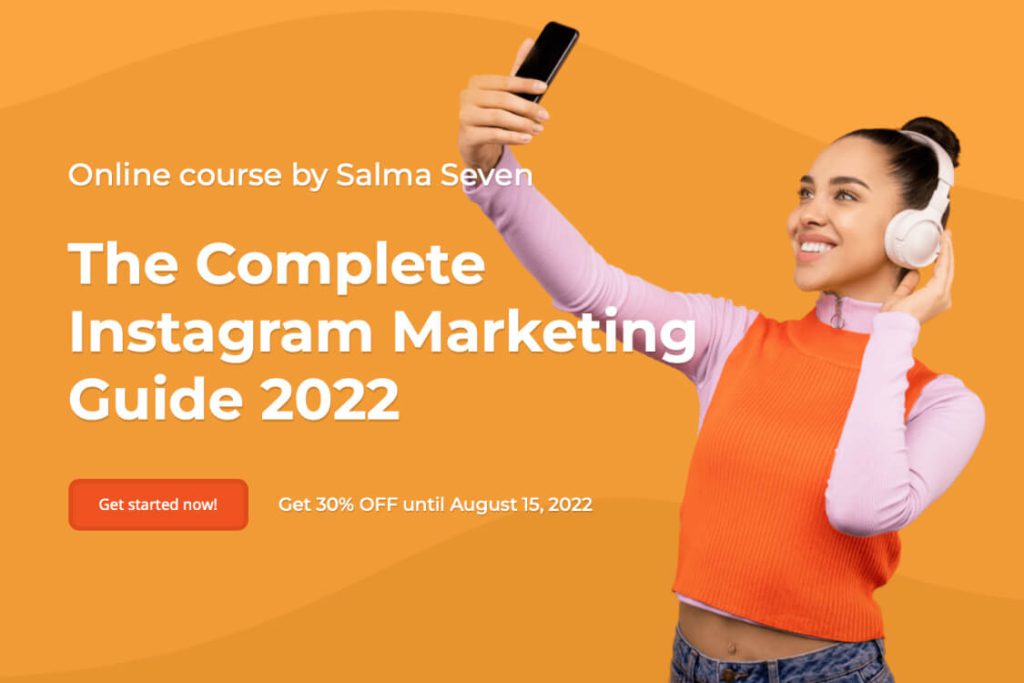 Online course by Salma Seven
The Complete
Instagram Marketing
Guide 2022
Get started now!
Get 30% OFF until August 15, 2022